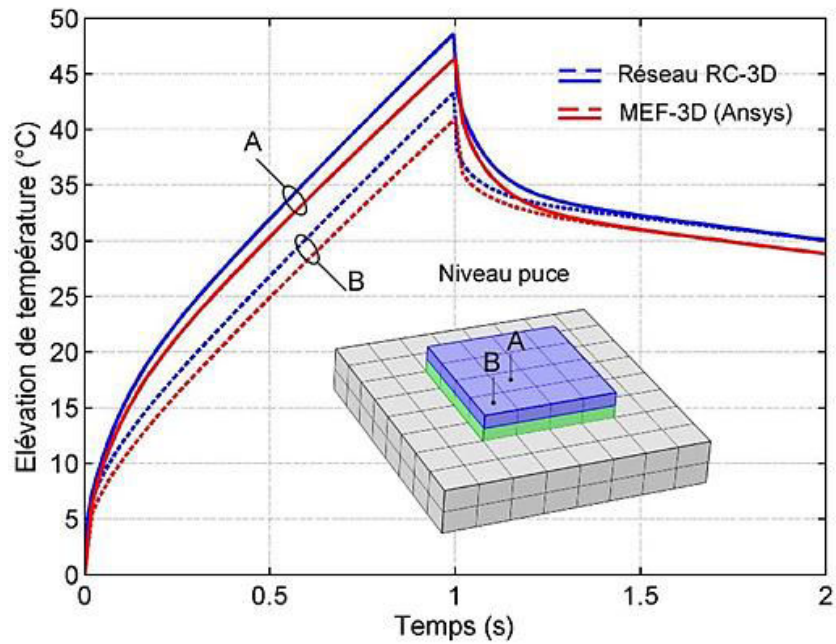 50
45
40
35
30
25
20
15
10
5
0
Elévation de température (°C)
A
B
Réseau RC-3D
MEF-3D (Ansys)
Niveau puce
A
B
0
0.5
1
1.5
2
Temps (s)